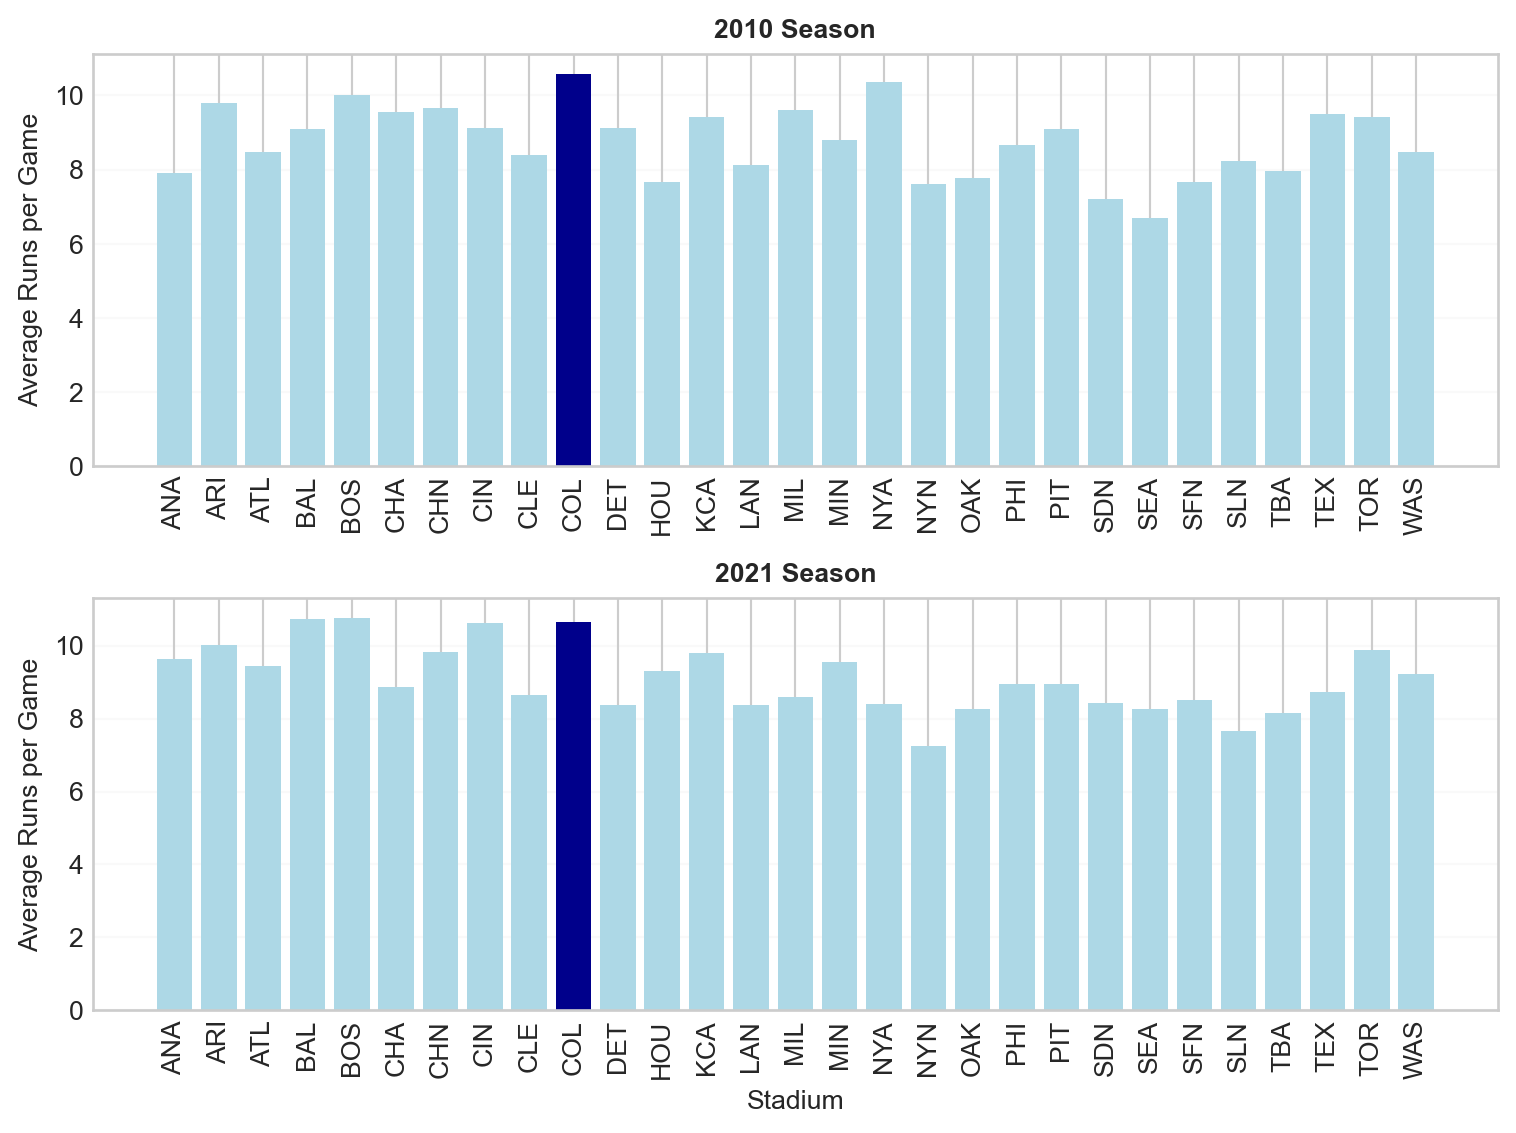 2010 Season
Average Runs per Game
10
8
6
4
2
0
ANA ARI ATL BAL BOS CHA CHN CIN CLE COL DET HOU KCA LAN MIL MIN NYA NYN OAK PHI PIT SDN SEA SFN SLN TBA TEX TOR WAS
2021 Season
Average Runs per Game
10
8
6
4
2
0
ANA ARI ATL BAL BOS CHA CHN CIN CLE COL DET HOU KCA LAN MIL MIN NYA NYN OAK PHI PIT SDN SEA SFN SLN TBA TEX TOR WAS
Stadium